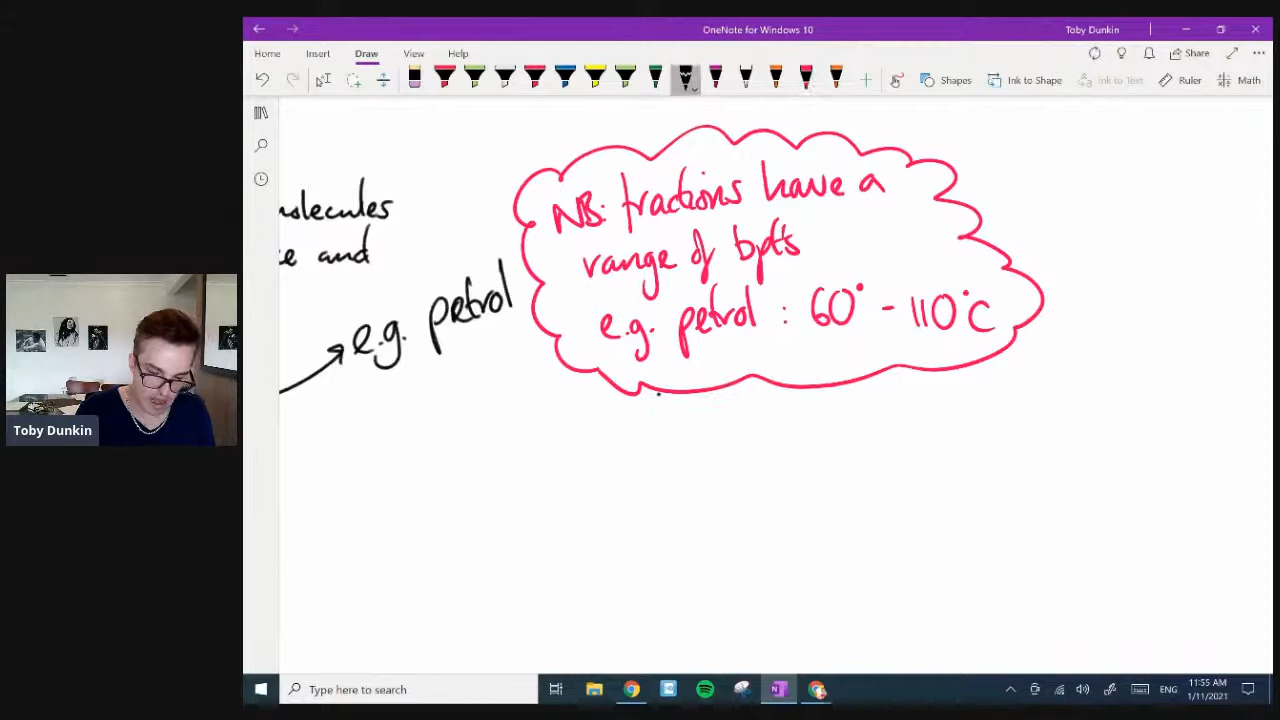 OneNote for Windows 10
Toby Dunkin
Home Insert Draw View Help
Share
Shapes Ink to Shape Ink to Text Ruler Math
NB: fractions have a
range of bpts
e.g. petrol : 60° - 110°C
olecules
ce and
e.g. petrol
Toby Dunkin
Type here to search
ENG
11:55 AM
1/11/2021